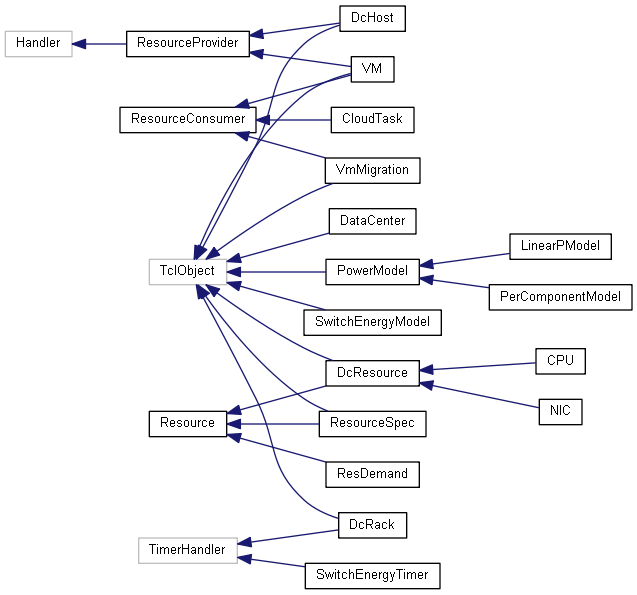 DcHost
Handler
ResourceProvider
VM
ResourceConsumer
CloudTask
VmMigration
DataCenter
LinearPModel
TclObject
PowerModel
PerComponentModel
SwitchEnergyModel
CPU
DcResource
NIC
Resource
ResourceSpec
ResDemand
DcRack
TimerHandler
SwitchEnergyTimer